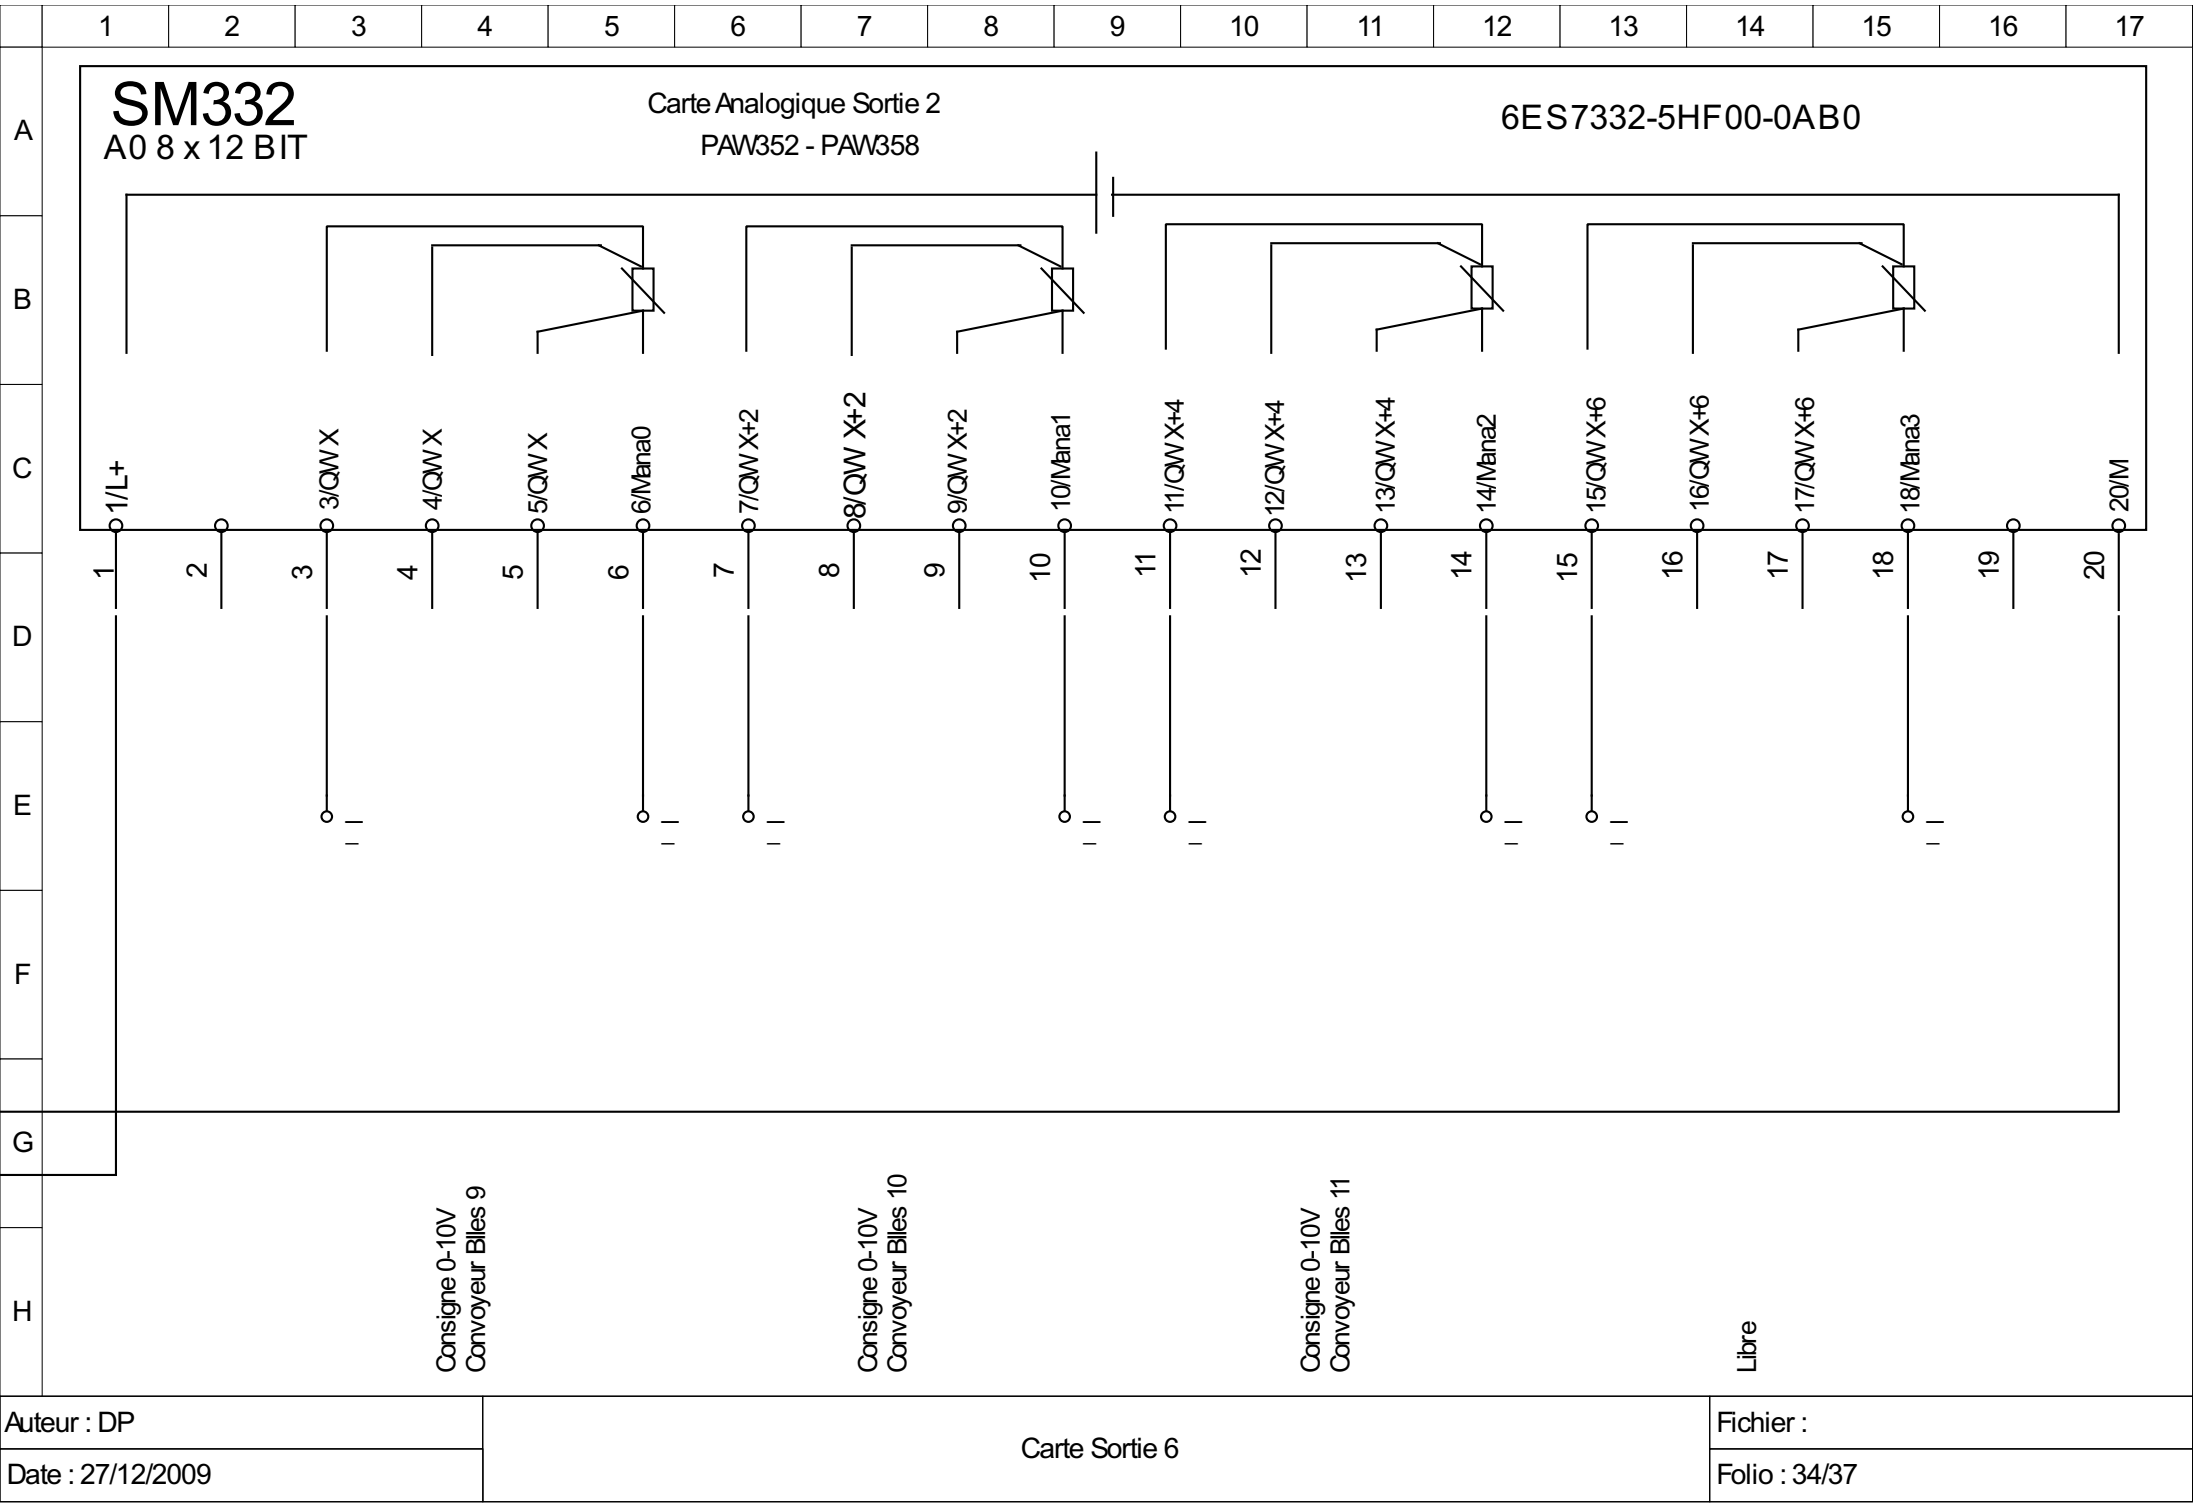 1 2 3 4 5 6 7 8 9 10 11 12 13 14 15 16 17
A
B
C
D
E
F
G
H
SM332
A0 8 x 12 BIT
Carte Analogique Sortie 2
PAW352 - PAW358
6ES7332-5HF00-0AB0
1/L+
3/QW X
4/QW X
5/QW X
6/Mana0
7/QW X+2
8/QW X+2
9/QW X+2
10/Mana1
11/QW X+4
12/QW X+4
13/QW X+4
14/Mana2
15/QW X+6
16/QW X+6
17/QW X+6
18/Mana3
20/M
1 2 3 4 5 6 7 8 9 10 11 12 13 14 15 16 17 18 19 20
Consigne 0-10V
Convoyeur Blles 9
Consigne 0-10V
Convoyeur Blles 10
Consigne 0-10V
Convoyeur Blles 11
Libre
Auteur : DP
Date : 27/12/2009
Carte Sortie 6
Fichier :
Folio : 34/37